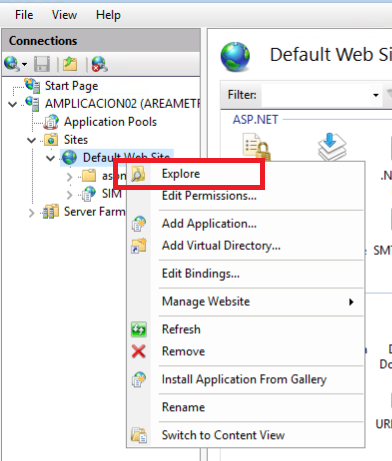 File View Help
Connections
Default Web Si
Start Page
AMPLICACION02 (AREAMETR
Filter:
Application Pools
ASP.NET
Sites
Default Web Site
asp
Explore
SIM
Edit Permissions...
.N
Server Farm
Add Application...
Add Virtual Directory...
SMT
Edit Bindings...
Manage Website
Refresh
Remove
D
Do
Install Application From Gallery
Rename
URI
Switch to Content View